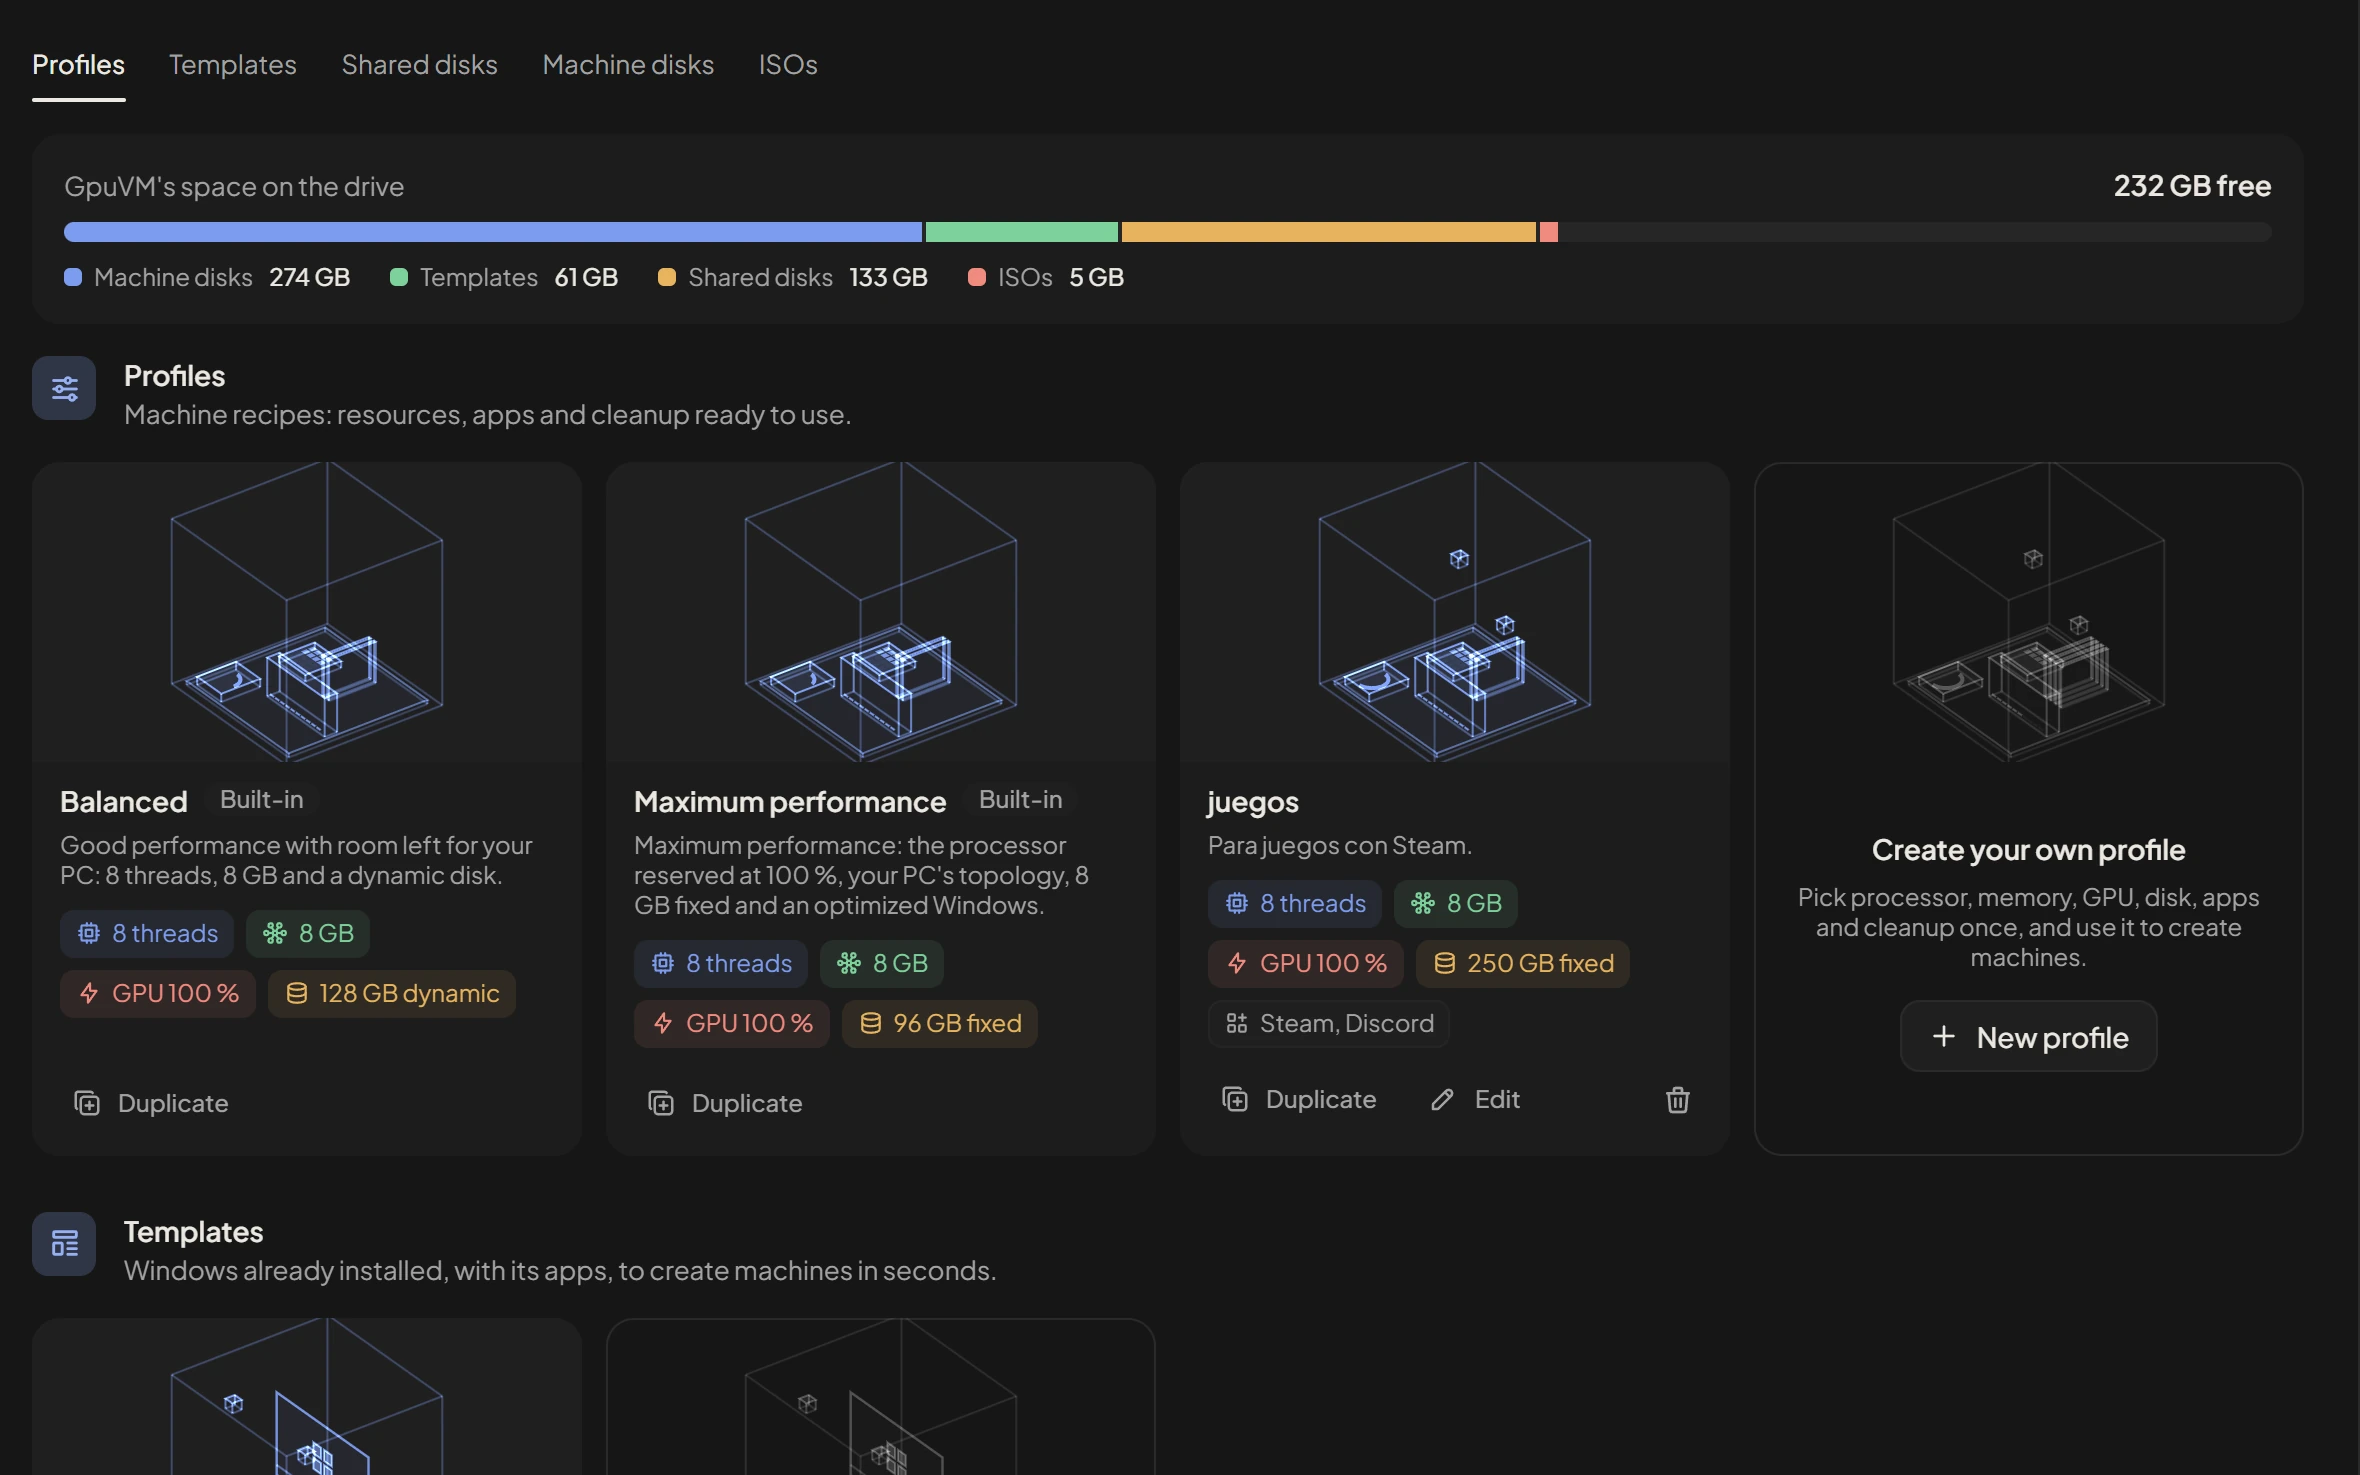 Profiles
Templates
Shared disks
Machine disks
ISOs
GpuVM's space on the drive
232 GB free
Machine disks 274 GB
Templates 61 GB
Shared disks 133 GB
ISOs 5 GB
Profiles
Machine recipes: resources, apps and cleanup ready to use.
Balanced
Built-in
Good performance with room left for your
PC: 8 threads, 8 GB and a dynamic disk.
8 threads
8 GB
GPU 100 %
128 GB dynamic
Duplicate
Maximum performance
Built-in
Maximum performance: the processor
reserved at 100 %, your PC's topology, 8
GB fixed and an optimized Windows.
8 threads
8 GB
GPU 100 %
96 GB fixed
Duplicate
juegos
Para juegos con Steam.
8 threads
8 GB
GPU 100 %
250 GB fixed
Steam, Discord
Duplicate
Edit
Create your own profile
Pick processor, memory, GPU, disk, apps
and cleanup once, and use it to create
machines.
New profile
Templates
Windows already installed, with its apps, to create machines in seconds.